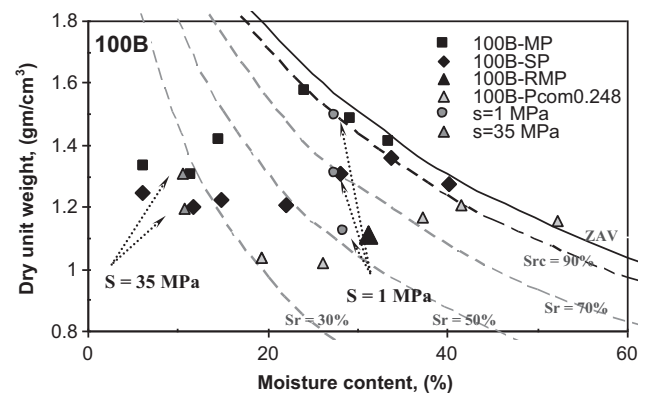 1.8
100B
100B-MP
100B-SP
100B-RMP
100B-Pcom0.248
s=1 MPa
s=35 MPa
1.6
1.4
1.2
1
0.8
Dry unit weight, (gm/cm³)
ZAV
Src = 90%
S = 35 MPa
S = 1 MPa
Sr = 70%
Sr = 30%
Sr = 50%
0
20
40
60
Moisture content, (%)